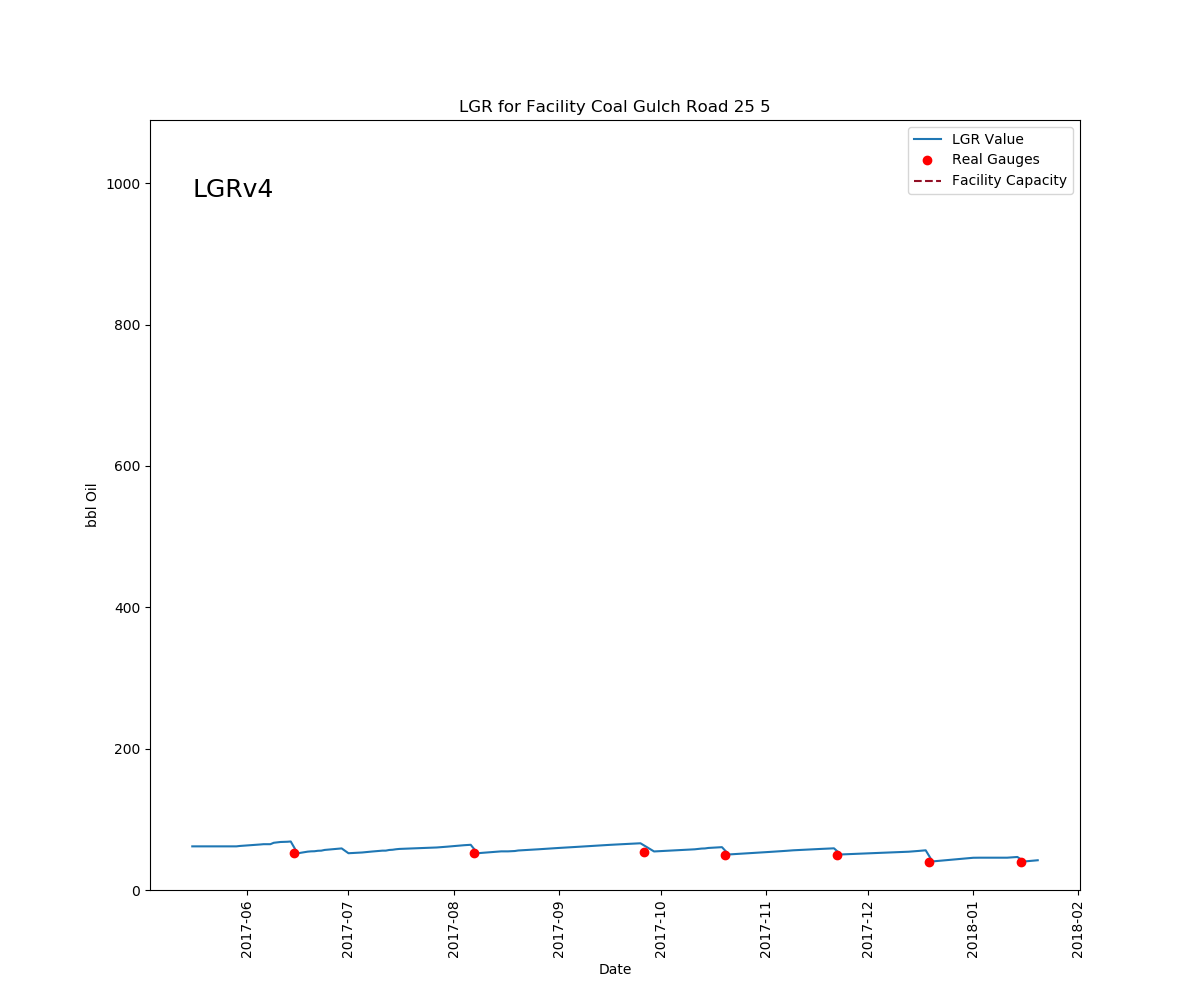 LGR for Facility Coal Gulch Road 25 5
LGRv4
LGR Value
Real Gauges
Facility Capacity
1000
800
600
400
200
0
bbl Oil
2017-06
2017-07
2017-08
2017-09
2017-10
2017-11
2017-12
2018-01
2018-02
Date